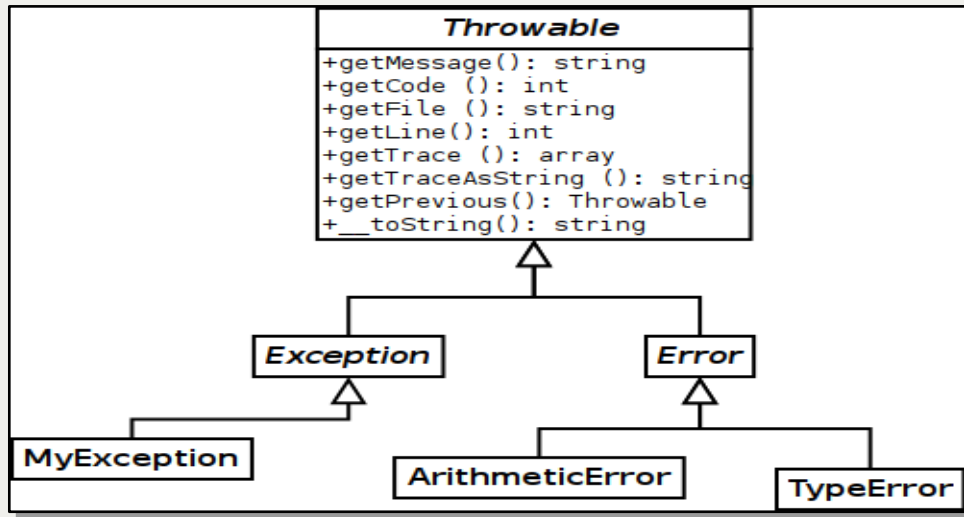 Throwable
+getMessage(): string
+getCode (): int
+getFile (): string
+getLine(): int
+getTrace (): array
+getTraceAsString (): string
+getPrevious(): Throwable
+__toString(): string
Exception
Error
MyException
ArithmeticError
TypeError